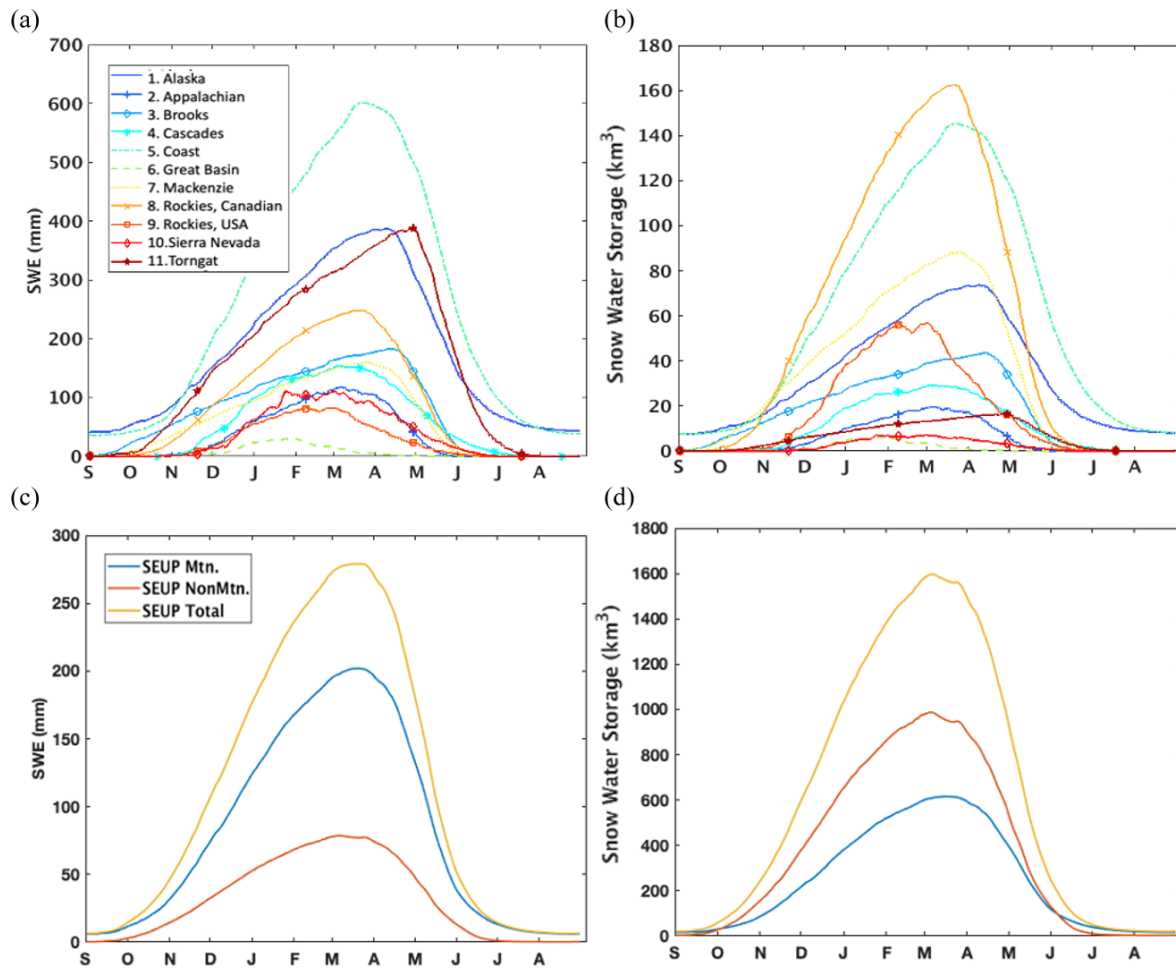 (a)
(b)
700
600
500
400
300
200
100
0
SWE (mm)
1. Alaska
2. Appalachian
3. Brooks
4. Cascades
5. Coast
6. Great Basin
7. Mackenzie
8. Rockies, Canadian
9. Rockies, USA
10.Sierra Nevada
11.Torngat
S O N D J F M A M J J A
180
160
140
120
100
80
60
40
20
0
Snow Water Storage (km³)
S O N D J F M A M J J A
(c)
(d)
300
250
200
150
100
50
0
SWE (mm)
SEUP Mtn.
SEUP NonMtn.
SEUP Total
S O N D J F M A M J J A
1800
1600
1400
1200
1000
800
600
400
200
0
Snow Water Storage (km³)
S O N D J F M A M J J A